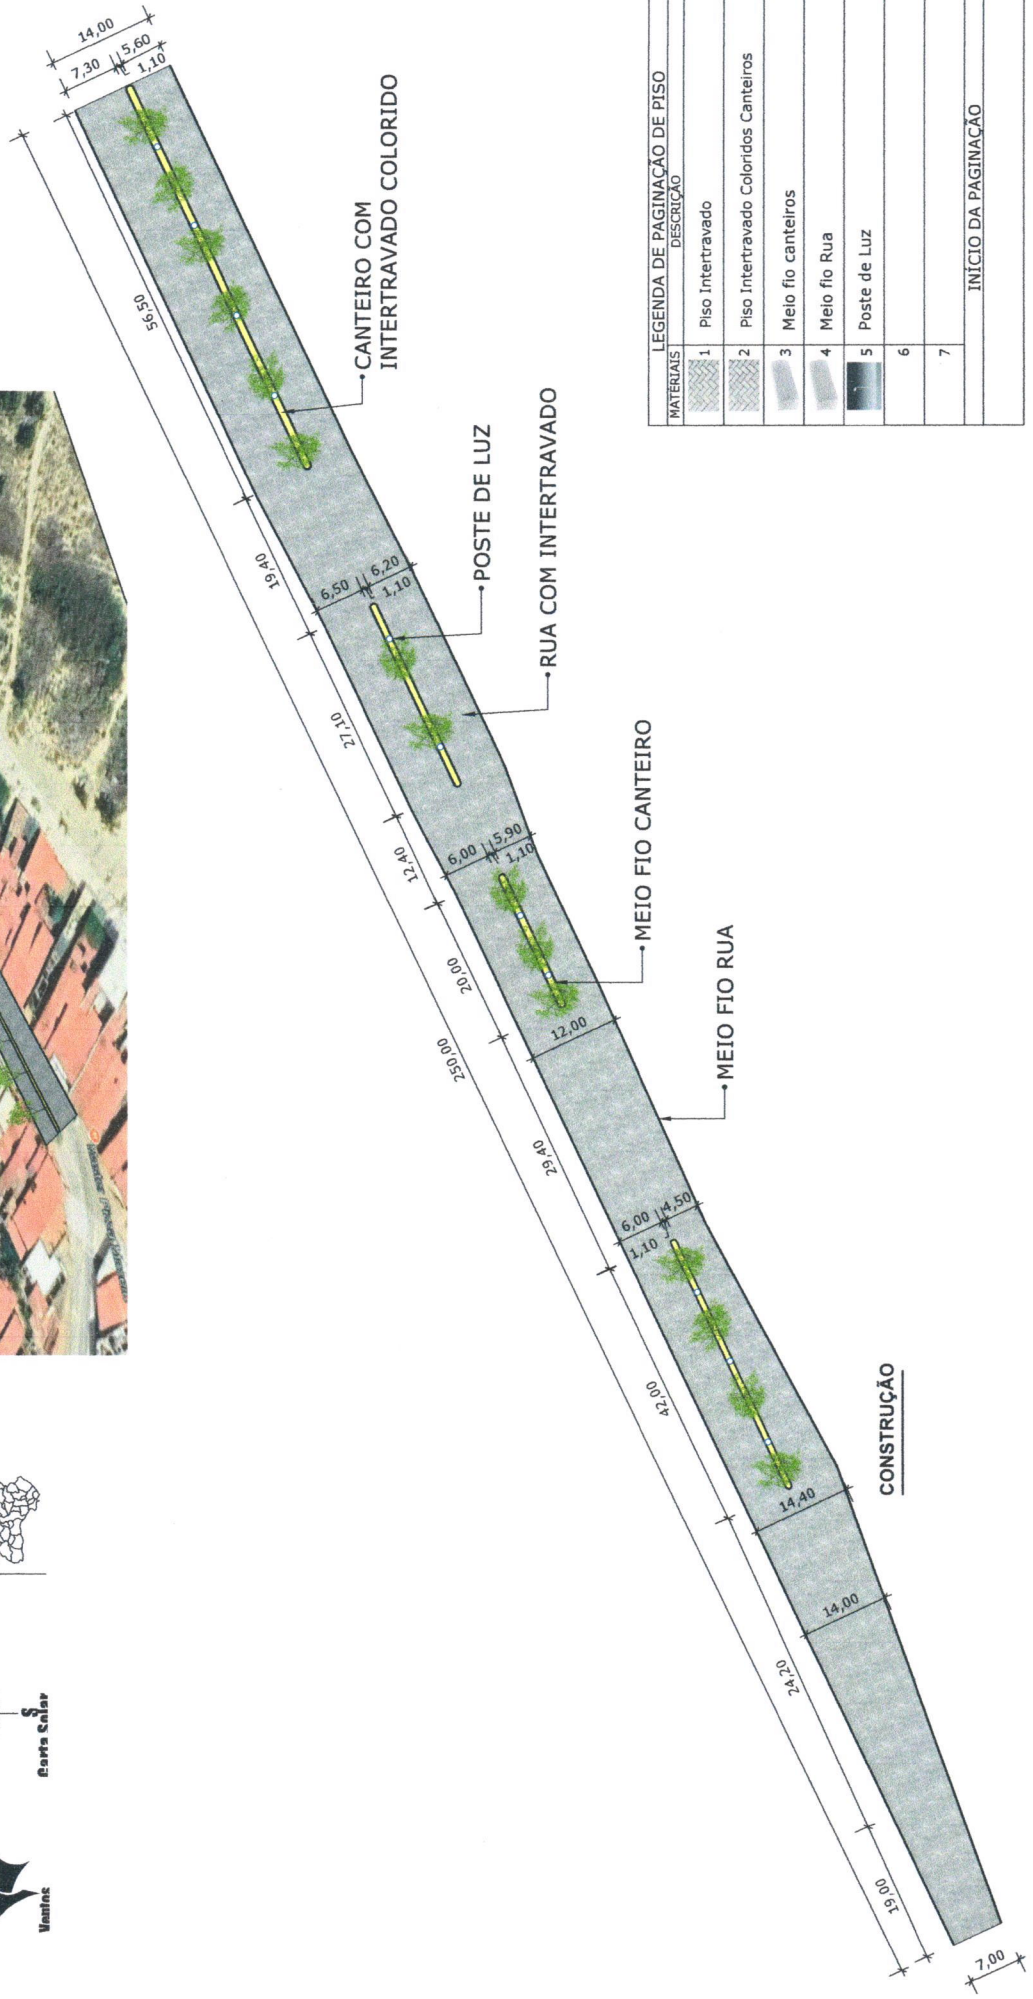 14,00
7,30
5,60
1,10
56,50
CANTEIRO COM
INTERTRAVADO COLORIDO
19,40
6,50
6,20
1,10
POSTE DE LUZ
RUA COM INTERTRAVADO
27,10
12,40
6,00
5,90
1,10
MEIO FIO CANTEIRO
20,00
250,00
12,00
MEIO FIO RUA
29,40
6,00
4,50
1,10
42,00
14,40
CONSTRUÇÃO
14,00
24,20
19,00
7,00
LEGENDA DE PAGINAÇÃO DE PISO
MATERIAIS DESCRIÇÃO
1 Piso Intertravado
2 Piso Intertravado Coloridos Canteiros
3 Meio fio canteiros
4 Meio fio Rua
5 Poste de Luz
6
7
INÍCIO DA PAGINAÇÃO
S
Carta Solar
Ventos